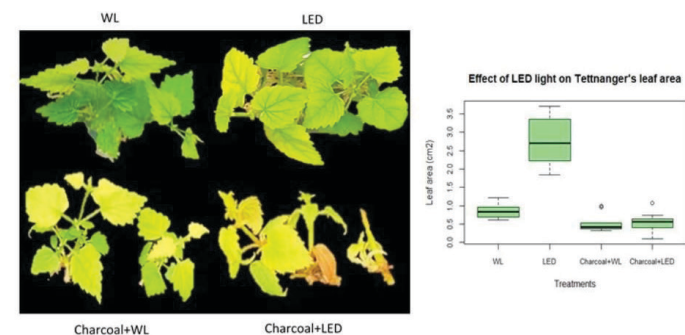 WL
LED
Charcoal+WL
Charcoal+LED
Effect of LED light on Tettnanger's leaf area
Leaf area (cm2)
3.5
3.0
2.5
2.0
1.5
1.0
0.5
0.0
WL
LED
Charcoal+WL
Charcoal+LED
Treatments